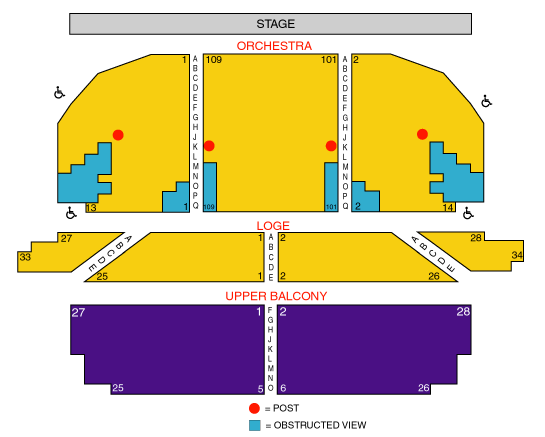 STAGE
ORCHESTRA
1 A 109 101 A 2
B B
C C
D D
E E
F F
G G
H H
J J
K K
L L
M M
N N
O O
P P
13 1 Q 109 101 Q 2 14
LOGE
27 1 A 2 28
A B C D E
B
C
D
A B C D E
33 25 1 E 2 26 34
UPPER BALCONY
27 1 F 2 28
G
H
J
K
L
M
N
25 5 O 6 26
= POST
= OBSTRUCTED VIEW